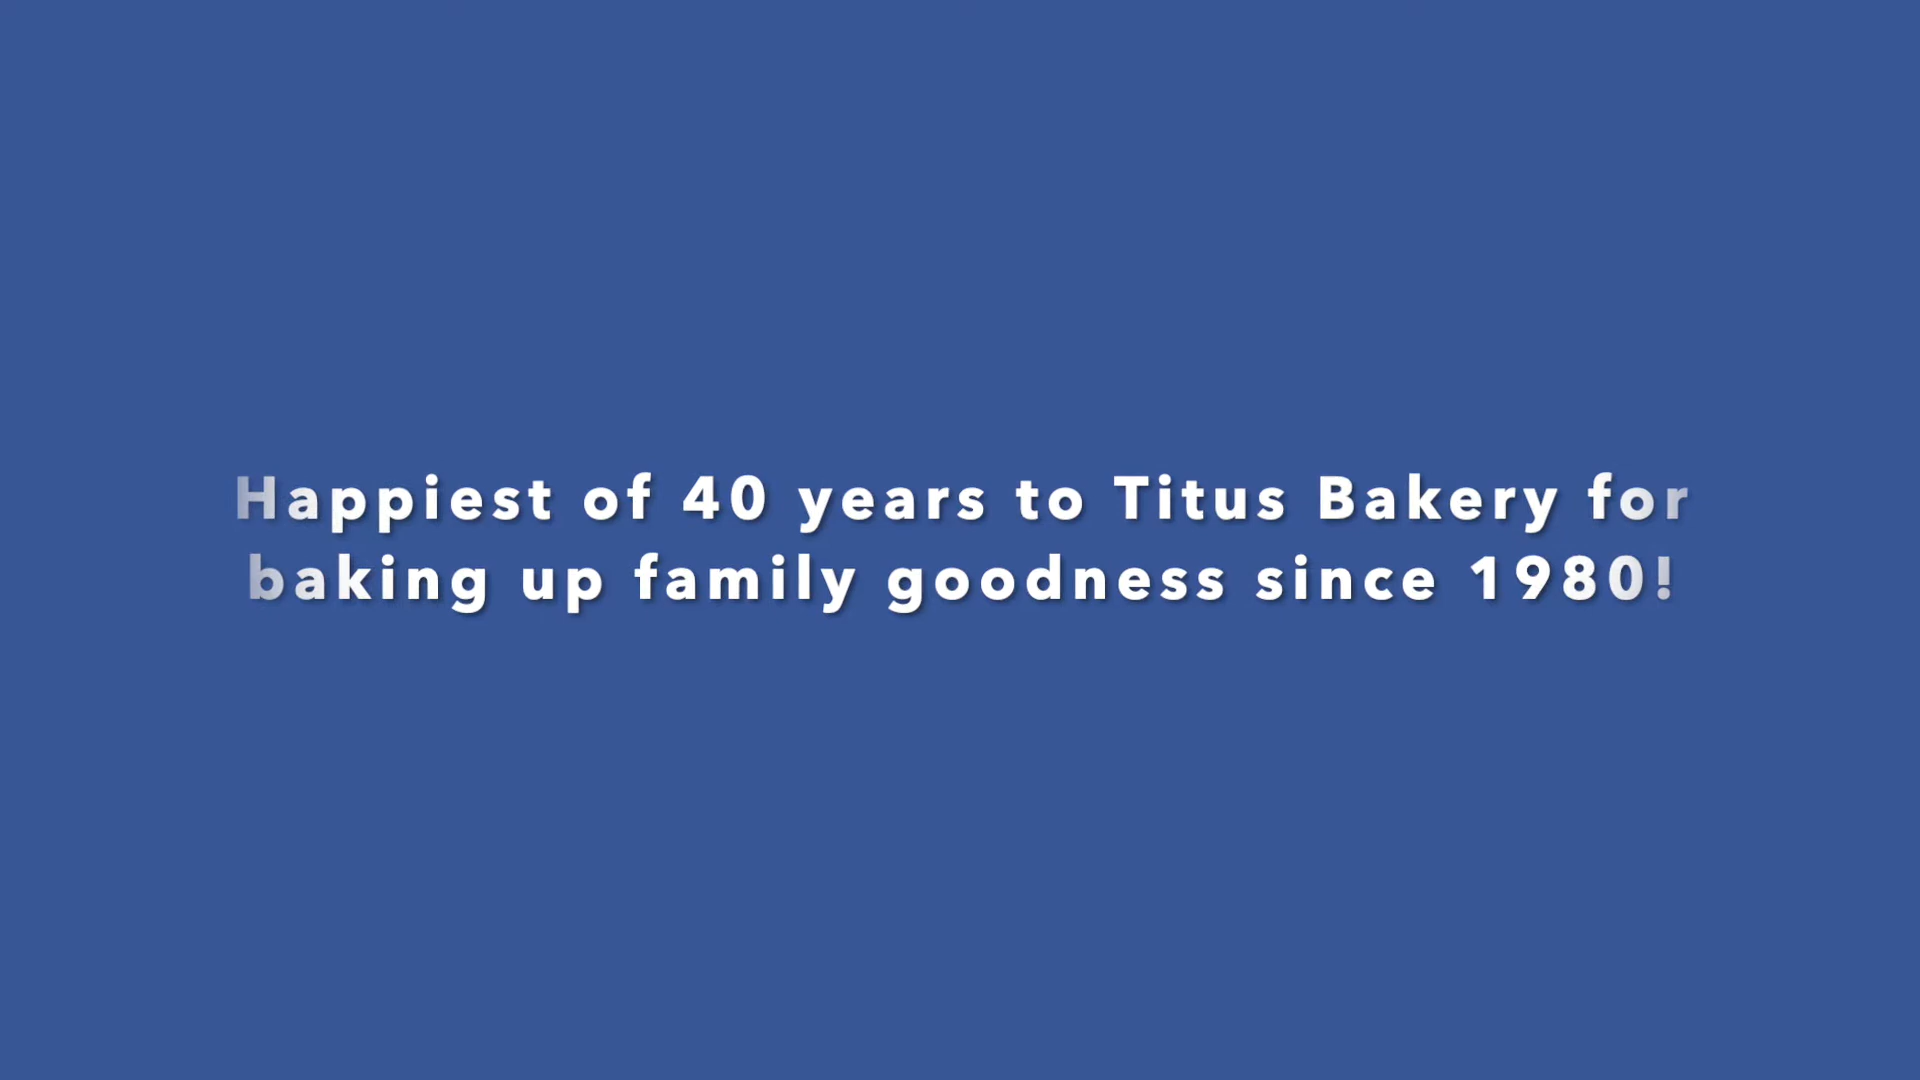 Happiest of 40 years to Titus Bakery for
baking up family goodness since 1980!